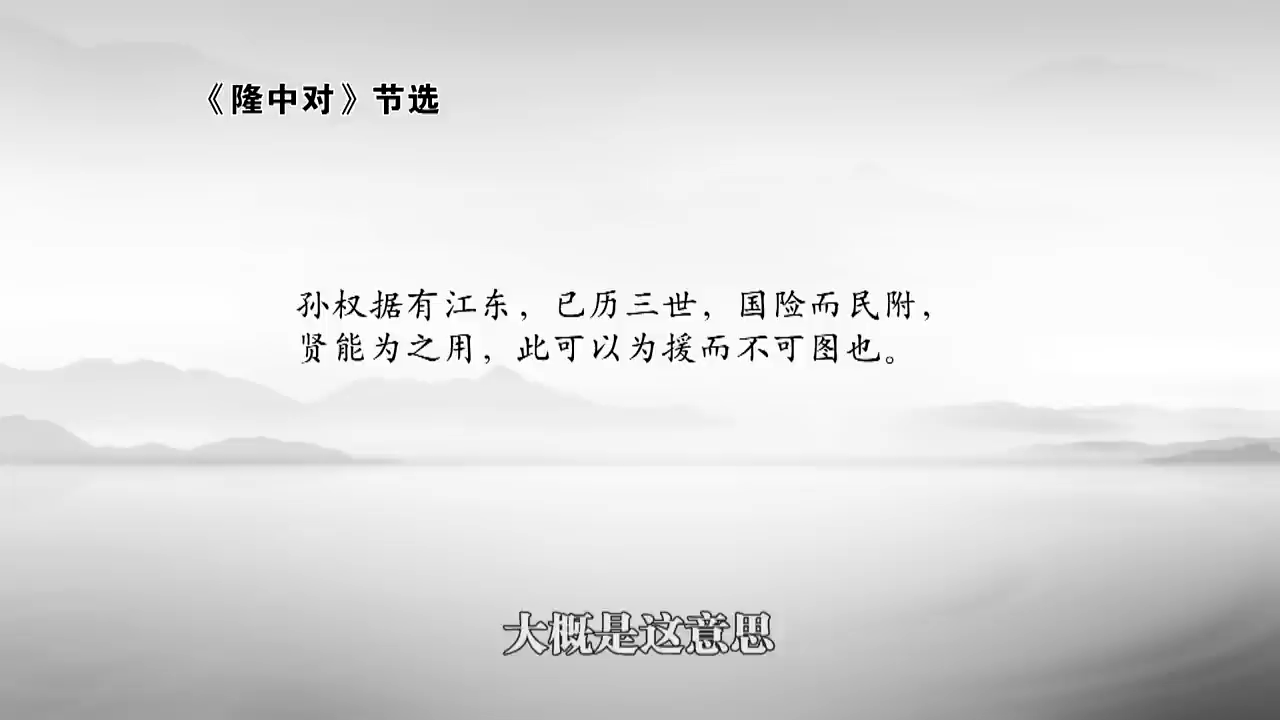 《隆中对》节选
孙权据有江东，已历三世，国险而民附，
贤能为之用，此可以为援而不可图也。
大概是这意思